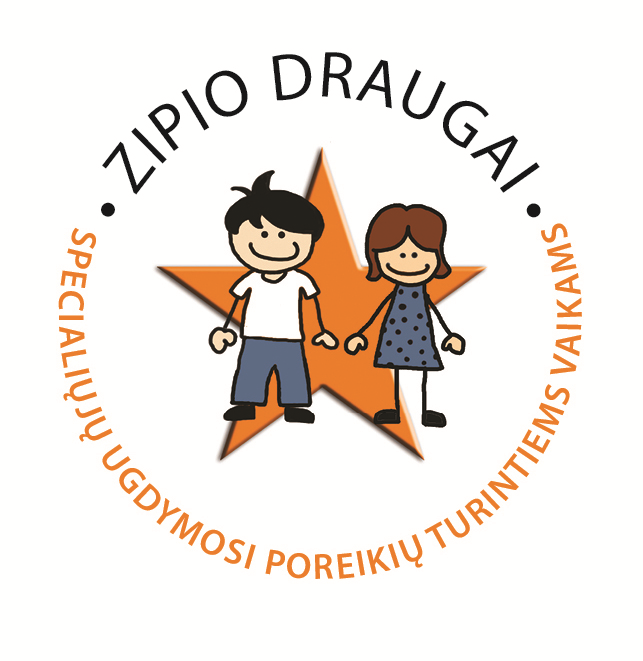 • ZIPIO DRAUGAI •
SPECIALIŲJŲ UGDYMOSI POREIKIŲ TURINTIEMS VAIKAMS